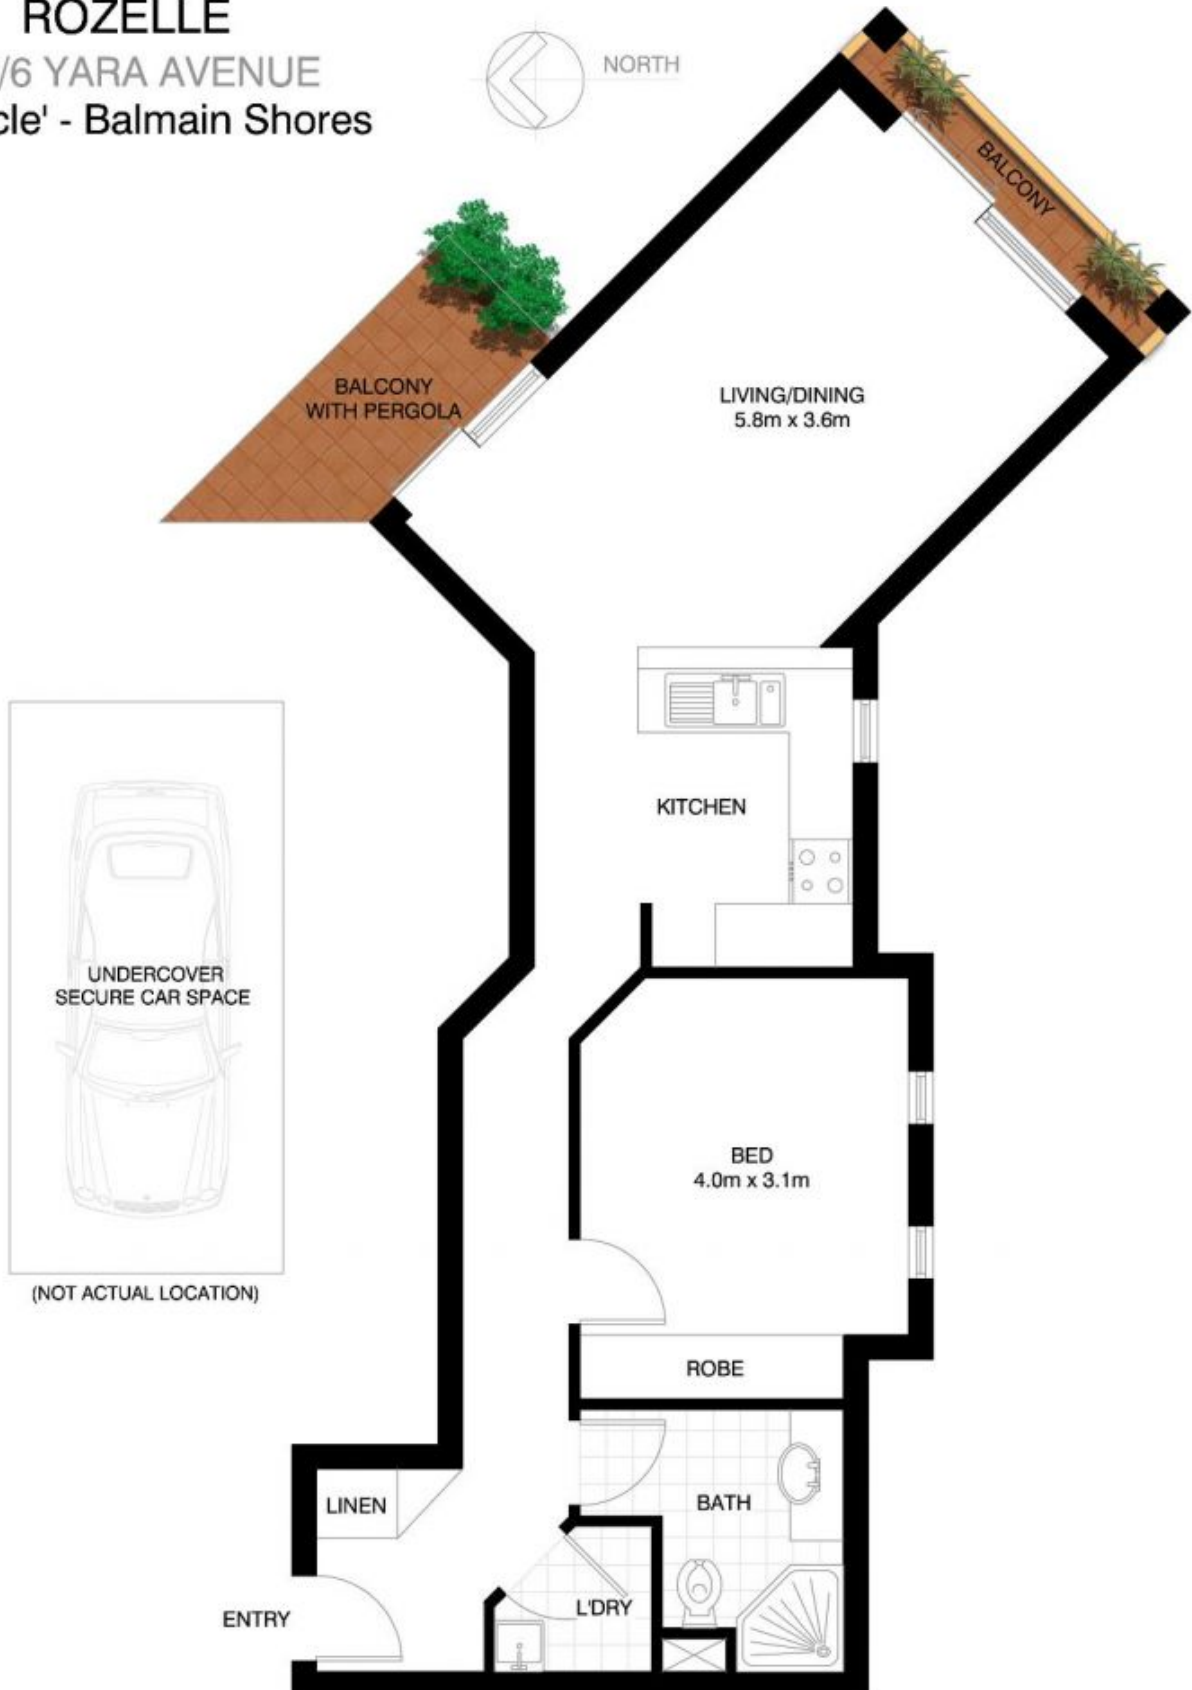 ROZELLE
/6 YARA AVENUE
cle' - Balmain Shores
NORTH
BALCONY
BALCONY
WITH PERGOLA
LIVING/DINING
5.8m x 3.6m
KITCHEN
UNDERCOVER
SECURE CAR SPACE
(NOT ACTUAL LOCATION)
BED
4.0m x 3.1m
ROBE
LINEN
BATH
ENTRY
L'DRY